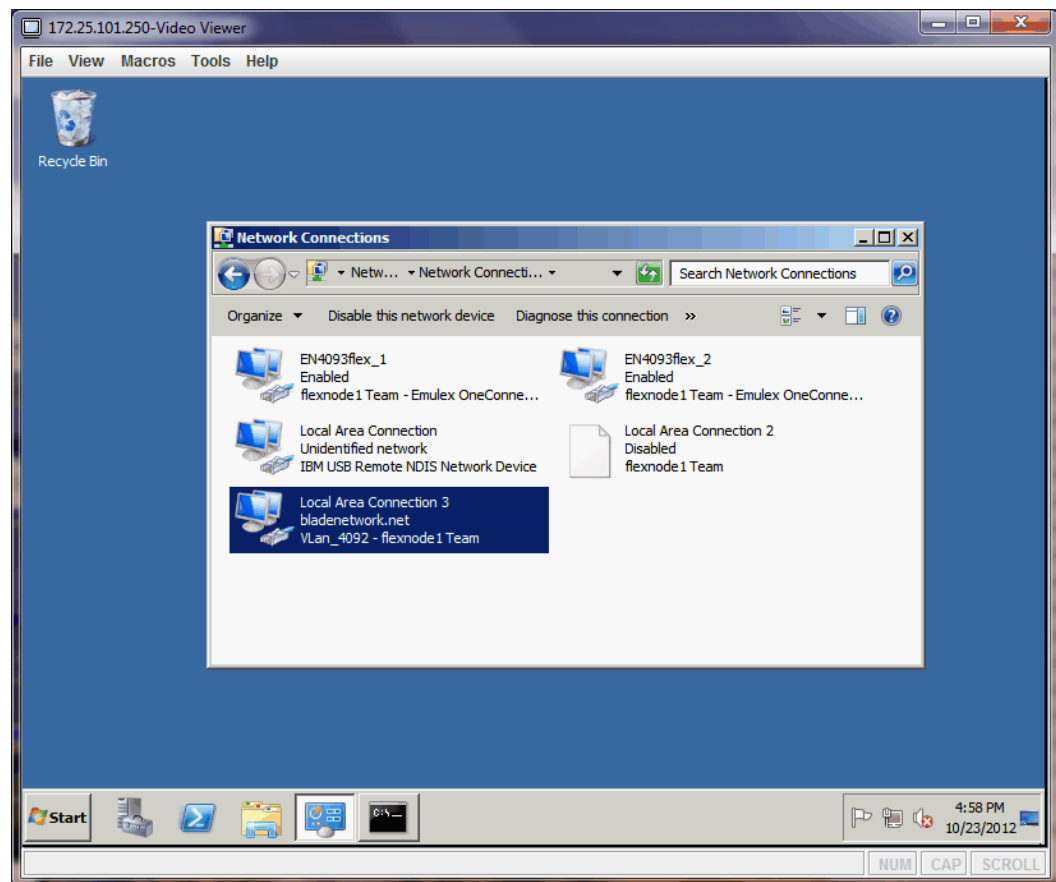 172.25.101.250-Video Viewer
File View Macros Tools Help
Recycle Bin
Network Connections
Netw... Network Connecti... Search Network Connections
Organize Disable this network device Diagnose this connection »
EN4093flex_1
Enabled
flexnode1 Team - Emulex OneConne...
EN4093flex_2
Enabled
flexnode1 Team - Emulex OneConne...
Local Area Connection
Unidentified network
IBM USB Remote NDIS Network Device
Local Area Connection 2
Disabled
flexnode1 Team
Local Area Connection 3
bladenetwork.net
VLan_4092 - flexnode1 Team
Start
C:\_
4:58 PM
10/23/2012
NUM CAP SCROLL